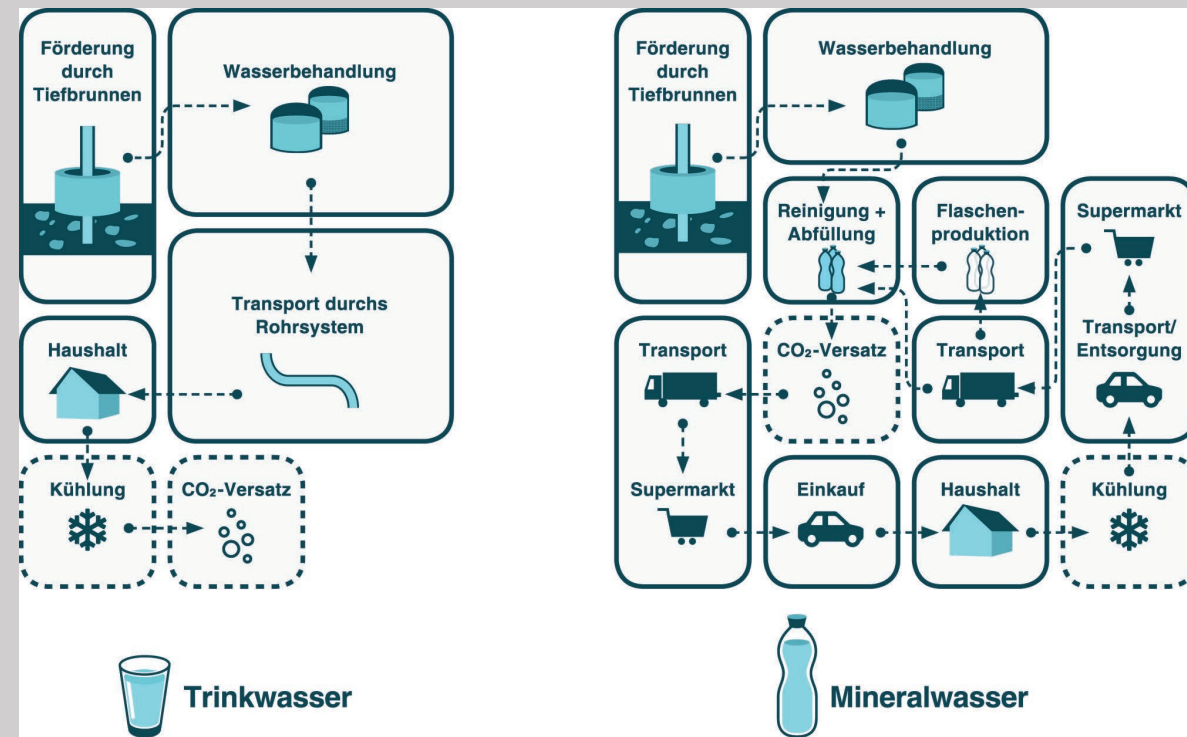 Förderung
durch
Tiefbrunnen
Wasserbehandlung
Transport durchs
Rohrsystem
Haushalt
Kühlung
CO₂-Versatz
Trinkwasser
Förderung
durch
Tiefbrunnen
Wasserbehandlung
Reinigung +
Abfüllung
Flaschen-
produktion
Supermarkt
Transport
CO₂-Versatz
Transport
Transport/
Entsorgung
Supermarkt
Einkauf
Haushalt
Kühlung
Mineralwasser